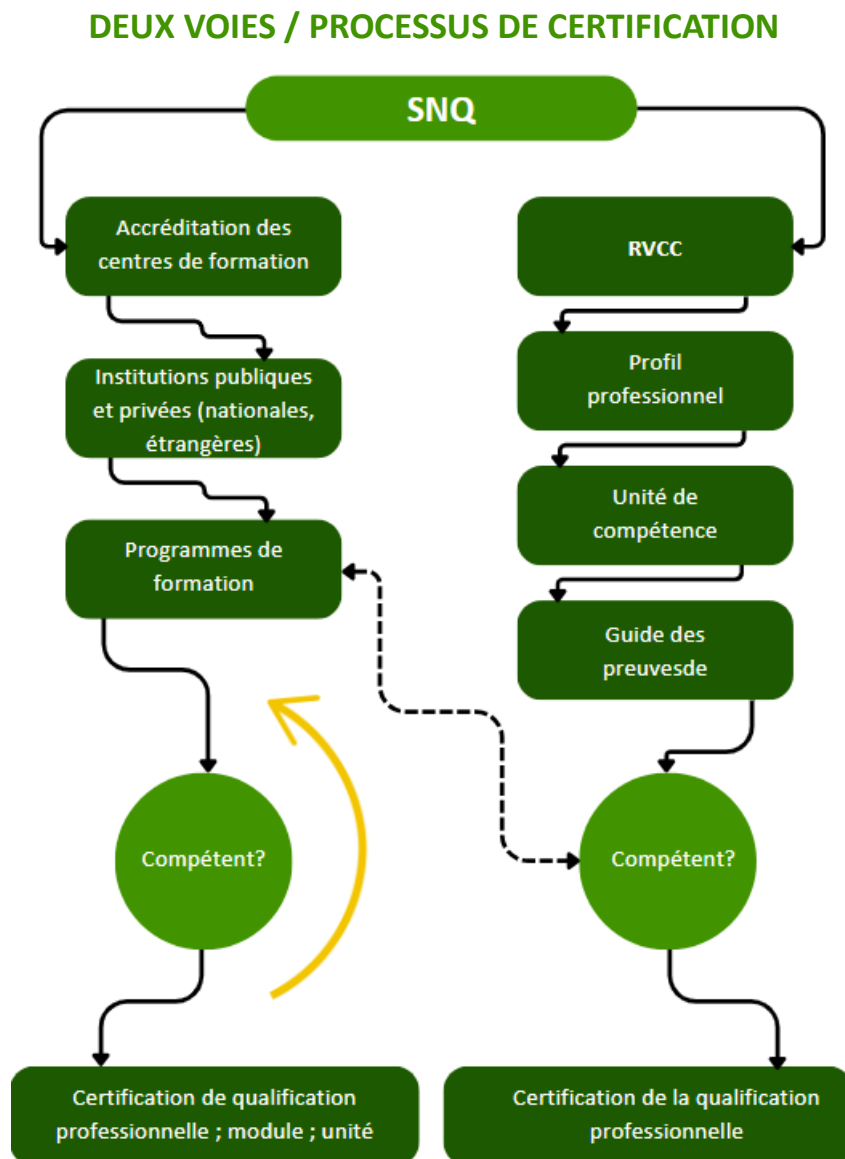 DEUX VOIES / PROCESSUS DE CERTIFICATION
SNQ
Accréditation des
centres de formation
Institutions publiques
et privées (nationales,
étrangères)
Programmes de
formation
Compétent?
Certification de qualification
professionnelle ; module ; unité
RVCC
Profil
professionnel
Unité de
compétence
Guide des
preuvesde
Compétent?
Certification de la qualification
professionnelle